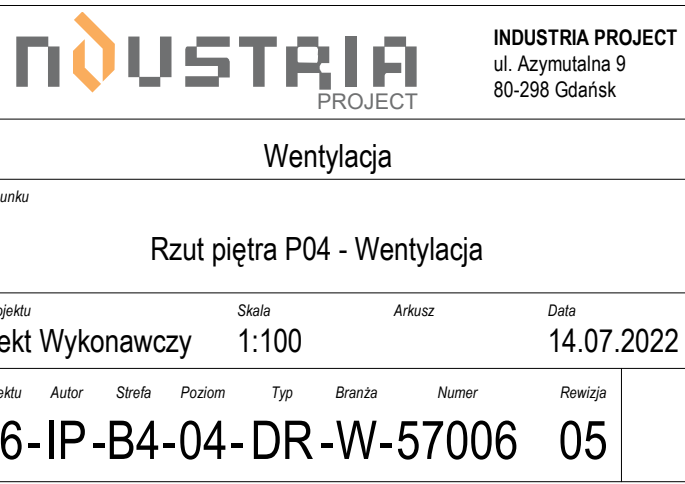 nDUSTRIA
PROJECT
INDUSTRIA PROJECT
ul. Azymutalna 9
80-298 Gdańsk
Wentylacja
unku
Rzut piętra P04 - Wentylacja
ojektu Skala Arkusz Data
ekt Wykonawczy 1:100 14.07.2022
ektu Autor Strefa Poziom Typ Branża Numer Rewizja
6-IP-B4-04-DR-W-57006 05